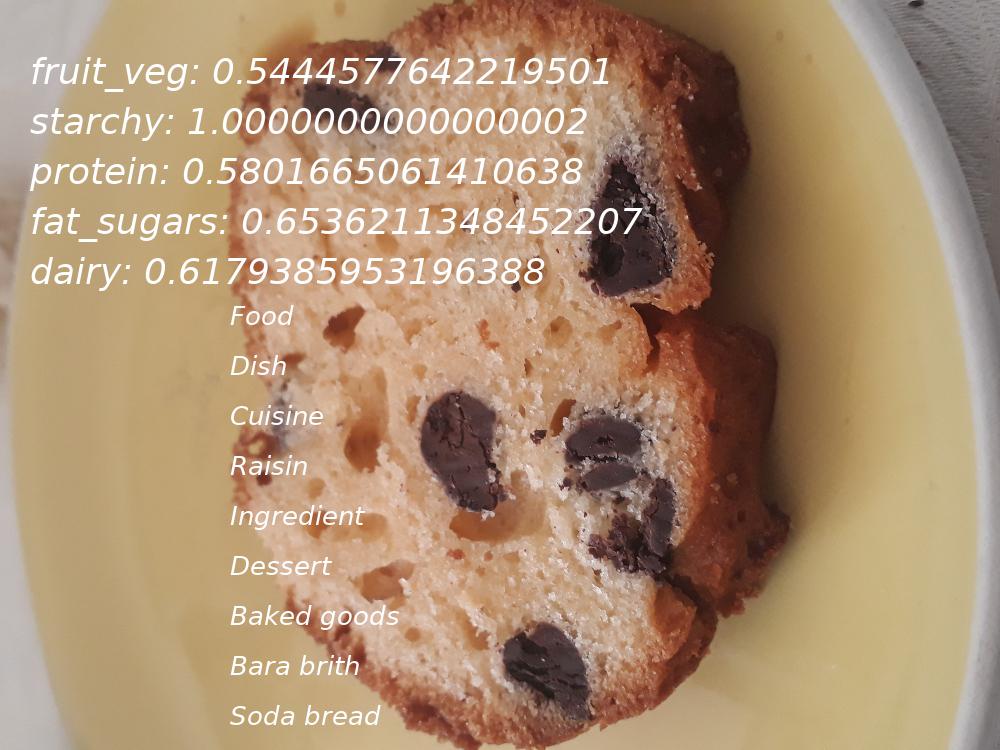 fruit_veg: 0.5444577642219501
starchy: 1.0000000000000002
protein: 0.5801665061410638
fat_sugars: 0.6536211348452207
dairy: 0.6179385953196388
Food
Dish
Cuisine
Raisin
Ingredient
Dessert
Baked goods
Bara brith
Soda bread